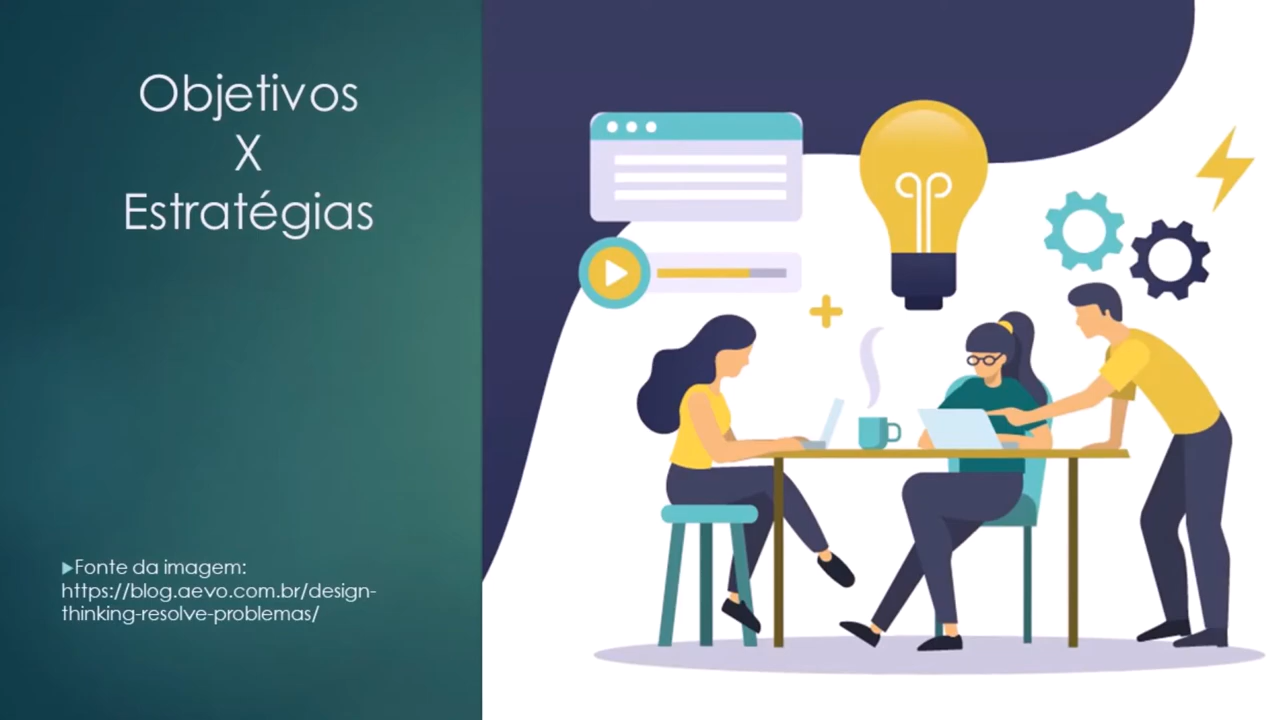 Objetivos
X
Estratégias
Fonte da imagem:
https://blog.aevo.com.br/design-
thinking-resolve-problemas/